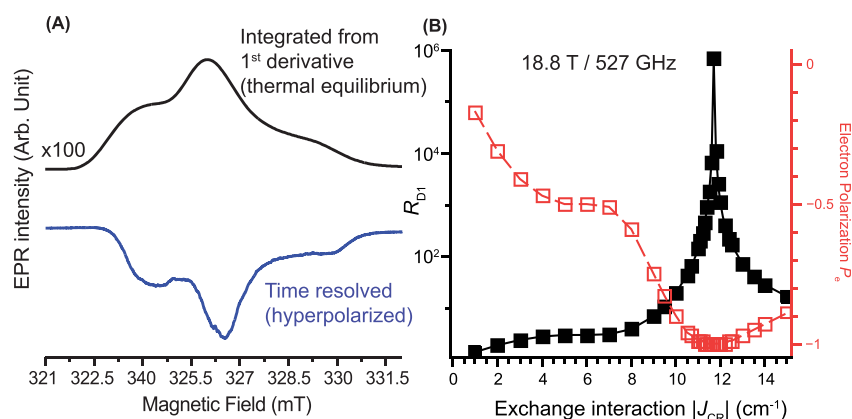 (A)
Integrated from
1st derivative
(thermal equilibrium)
x100
Time resolved
(hyperpolarized)
EPR intensity (Arb. Unit)
321 322.5 340 325.5 327 328.5 330 331.5
Magnetic Field (mT)
(B)
18.8 T / 527 GHz
10^6
10^4
10^2
R_D1
0
−0.5
−1
Electron Polarization P_e
0 2 4 6 8 10 12 14
Exchange interaction |J_CR| (cm-1)